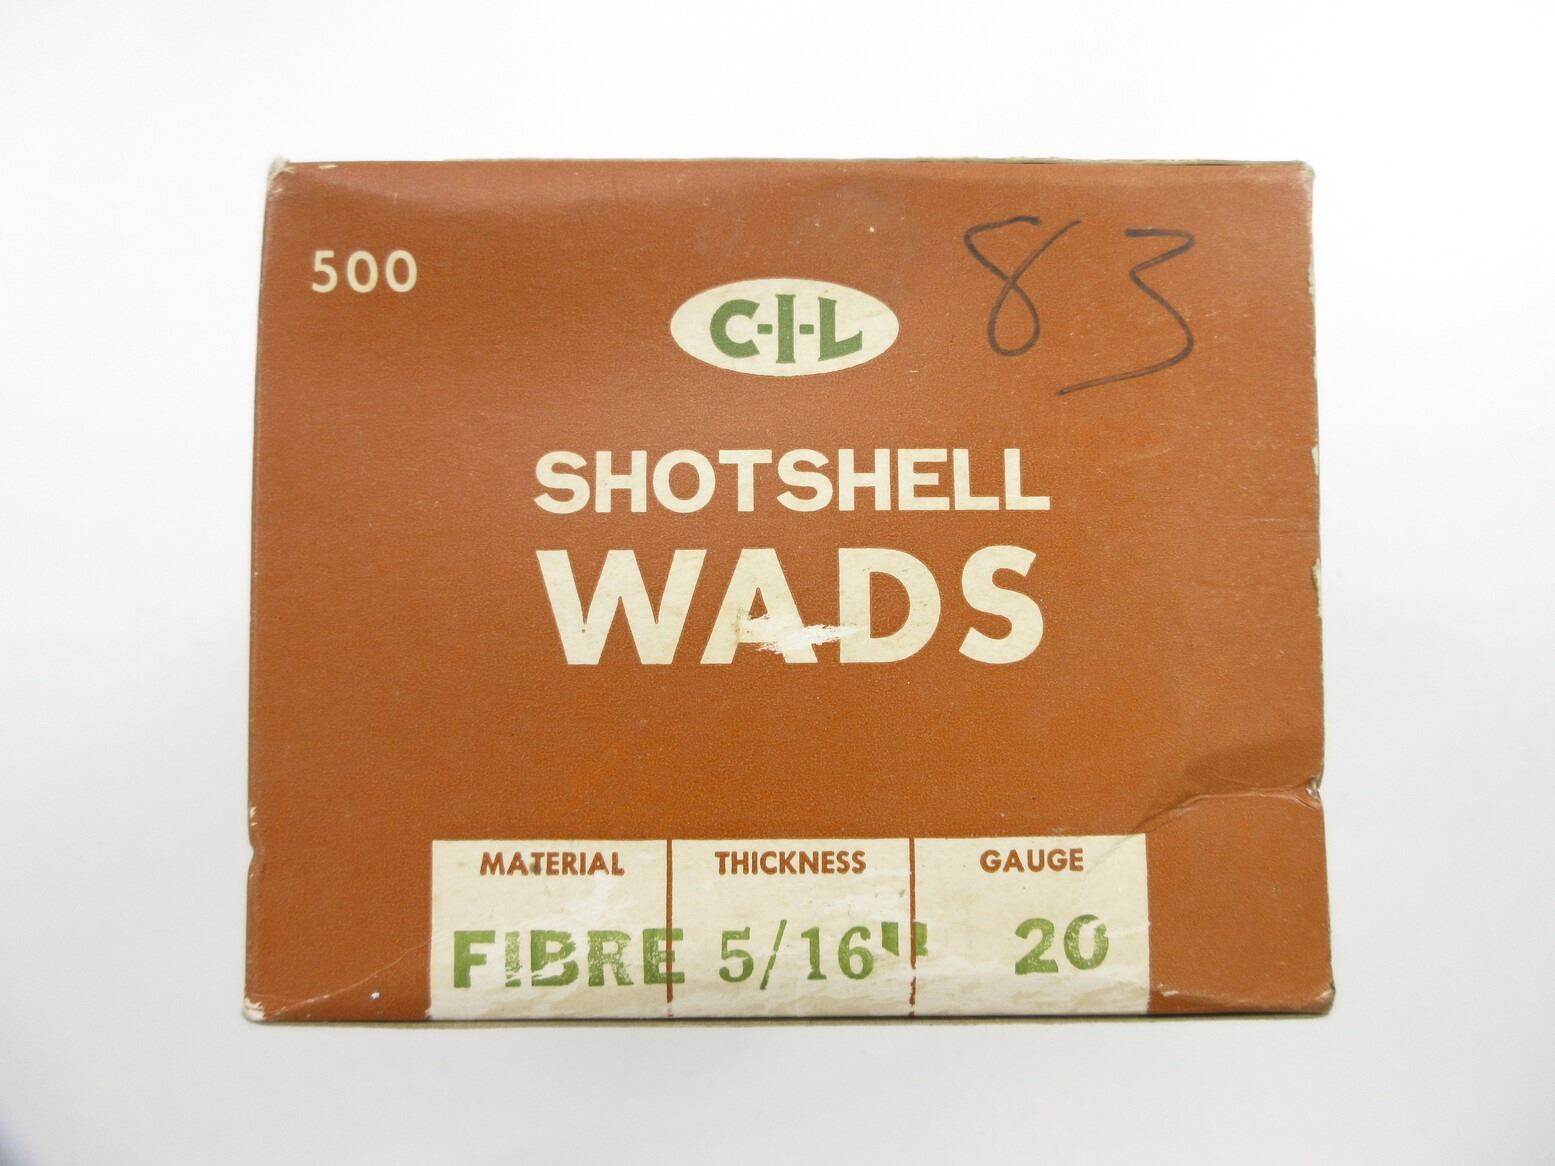 500
83
C-I-L
SHOTSHELL
WADS
MATERIAL THICKNESS GAUGE
FIBRE 5/16" 20